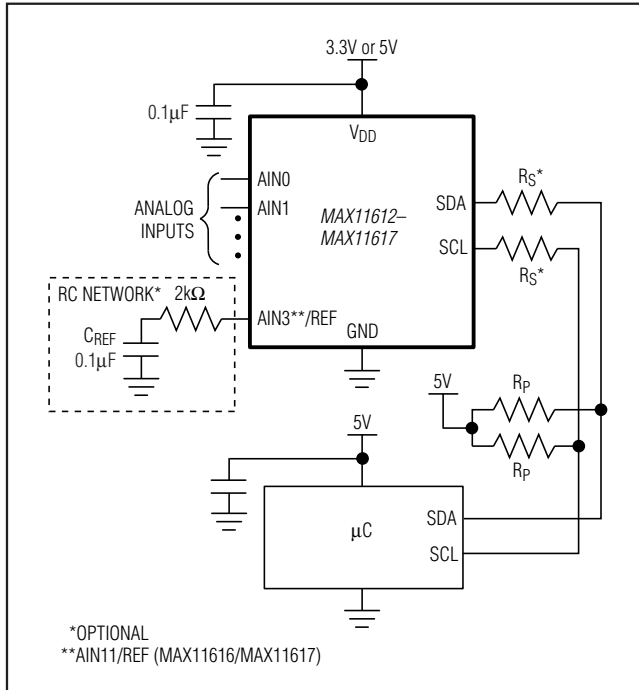 3.3V or 5V
0.1µF
VDD
AIN0
AIN1
ANALOG
INPUTS
MAX11612–
MAX11617
SDA
SCL
RS*
RS*
RC NETWORK*
2kΩ
CREF
0.1µF
AIN3**/REF
GND
5V
RP
RP
5V
µC
SDA
SCL
*OPTIONAL
**AIN11/REF (MAX11616/MAX11617)